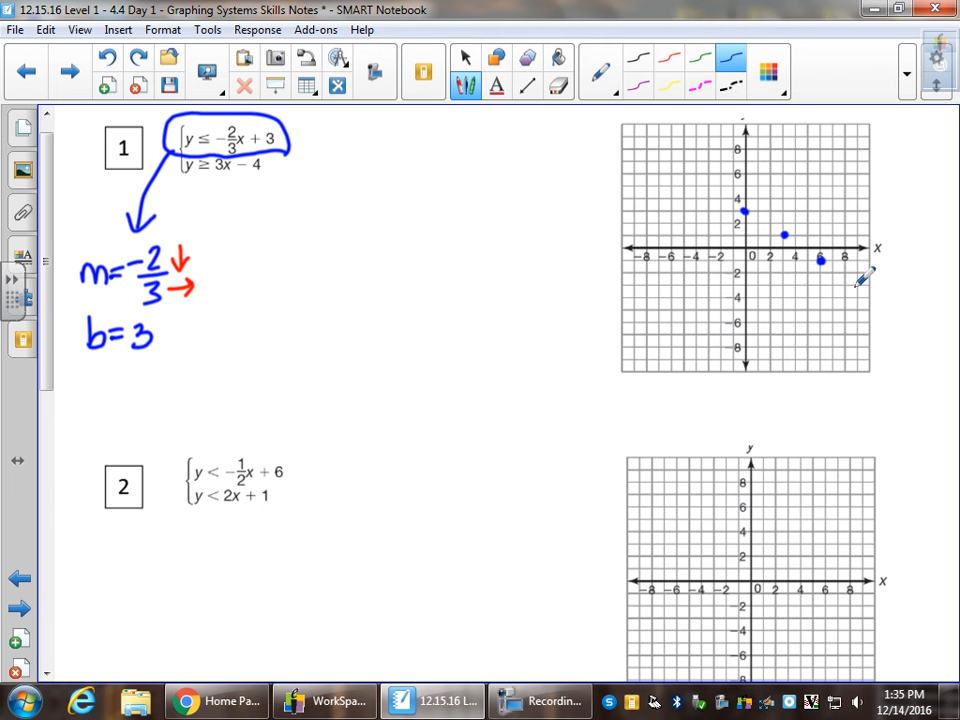 12.15.16 Level 1 - 4.4 Day 1 - Graphing Systems Skills Notes * - SMART Notebook
File Edit View Insert Format Tools Response Add-ons Help
1
y ≤ -2/3x + 3
y ≥ 3x - 4
m = -2/3 ↓ →
b = 3
8
6
4
2
x
-8 -6 -4 -2 0 2 4 6 8
-2
-4
-6
-8
2
y < -1/2x + 6
y < 2x + 1
y
8
6
4
2
x
-8 -6 -4 -2 0 2 4 6 8
-2
-4
-6
Home Pa...
WorkSpa...
12.15.16 L...
Recordin...
1:35 PM
12/14/2016